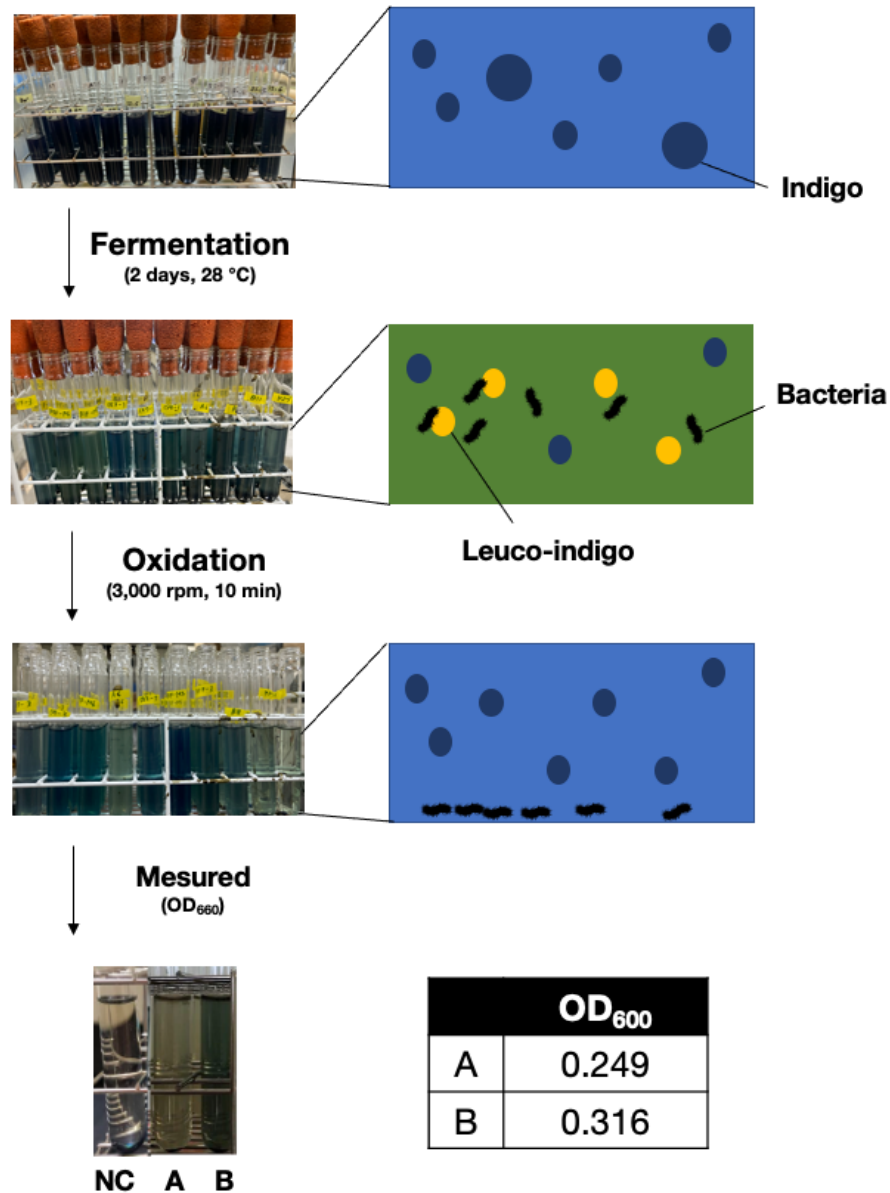 Indigo
Fermentation
(2 days, 28 °C)
Bacteria
Leuco-indigo
Oxidation
(3,000 rpm, 10 min)
Mesured
(OD₆₆₀)
OD₆₀₀
A 0.249
B 0.316
NC A B